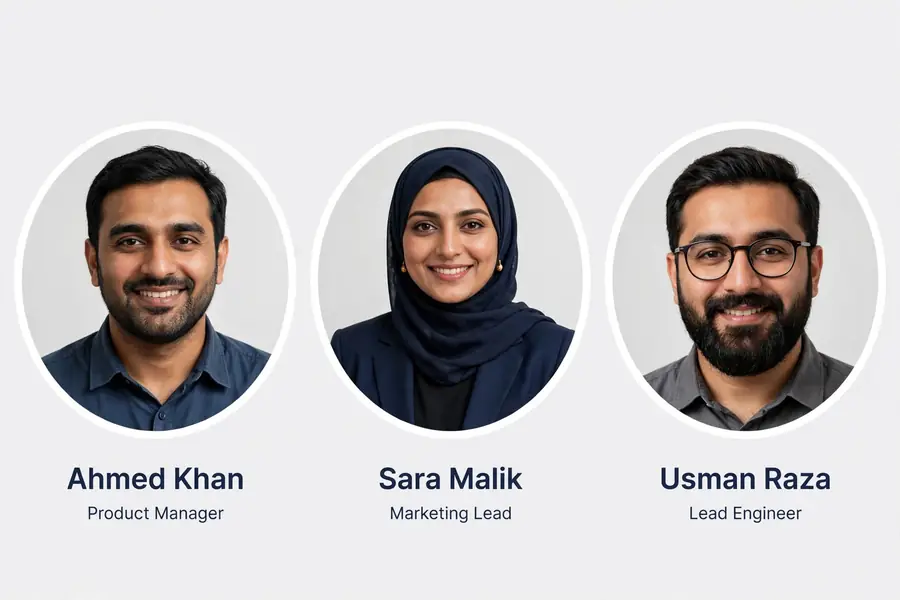 Ahmed Khan
Product Manager
Sara Malik
Marketing Lead
Usman Raza
Lead Engineer